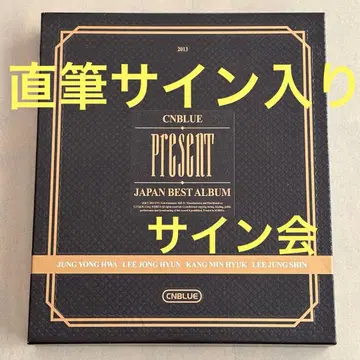 2013
直筆サイン入り
CNBLUE
PRESENT
JAPAN BEST ALBUM
サイン会
JUNG YONG HWA LEE JONG HYUN KANG MIN HYUK LEE JUNG SHIN
CNBLUE